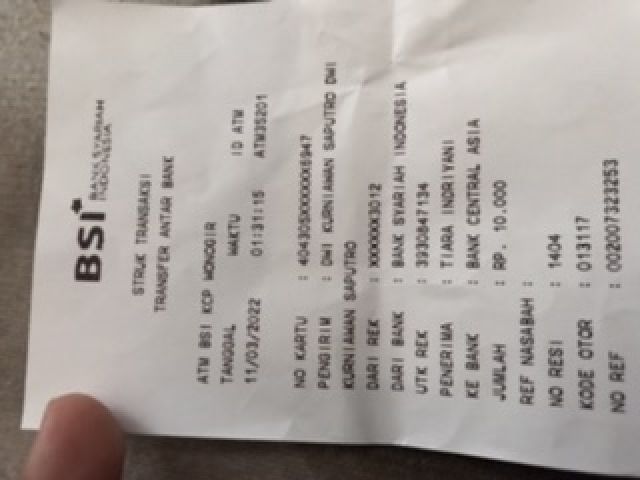 BSI BANK SYARIAH
INDONESIA
STRUK TRANSAKSI
TRANSFER ANTAR BANK
ATM BSI KCP WONOGIR
TANGGAL WAKTU ID ATM
11/03/2022 01:31:15 ATM35201
NO KARTU : 404305XXXXXXX6947
PENGIRIM : DWI KURNIAWAN SAPUTRO DWI
KURNIAWAN SAPUTRO
DARI REK : XXXXXXX3012
DARI BANK : BANK SYARIAH INDONESIA
UTK REK : 3930847134
PENERIMA : TIARA INDRIYANI
KE BANK : BANK CENTRAL ASIA
JUMLAH : RP. 10.000
REF NASABAH :
NO RESI : 1404
KODE OTOR : 013117
NO REF : 002007323253